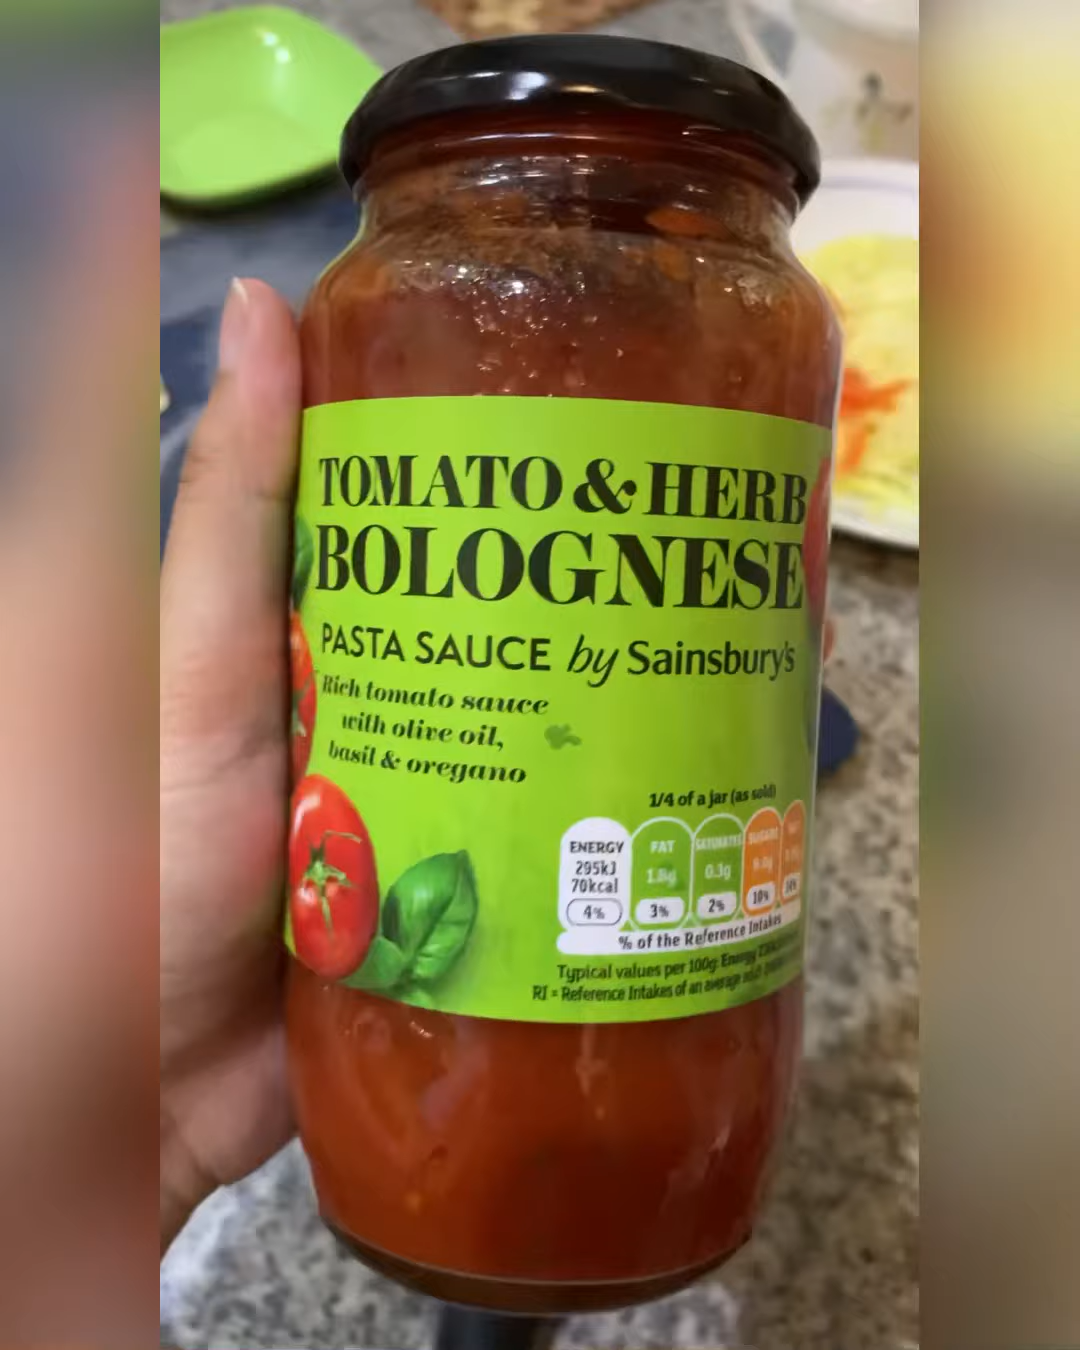 TOMATO & HERB
BOLOGNESE
PASTA SAUCE by Sainsbury's
Rich tomato sauce
with olive oil,
basil & oregano
1/4 of a jar (as sold)
ENERGY
295kJ
70kcal
4%
FAT
1.8g
3%
SATURATES
0.3g
2%
SUGARS
10%
% of the Reference Intakes
Typical values per 100g: Energy
RI = Reference Intakes of an average adult